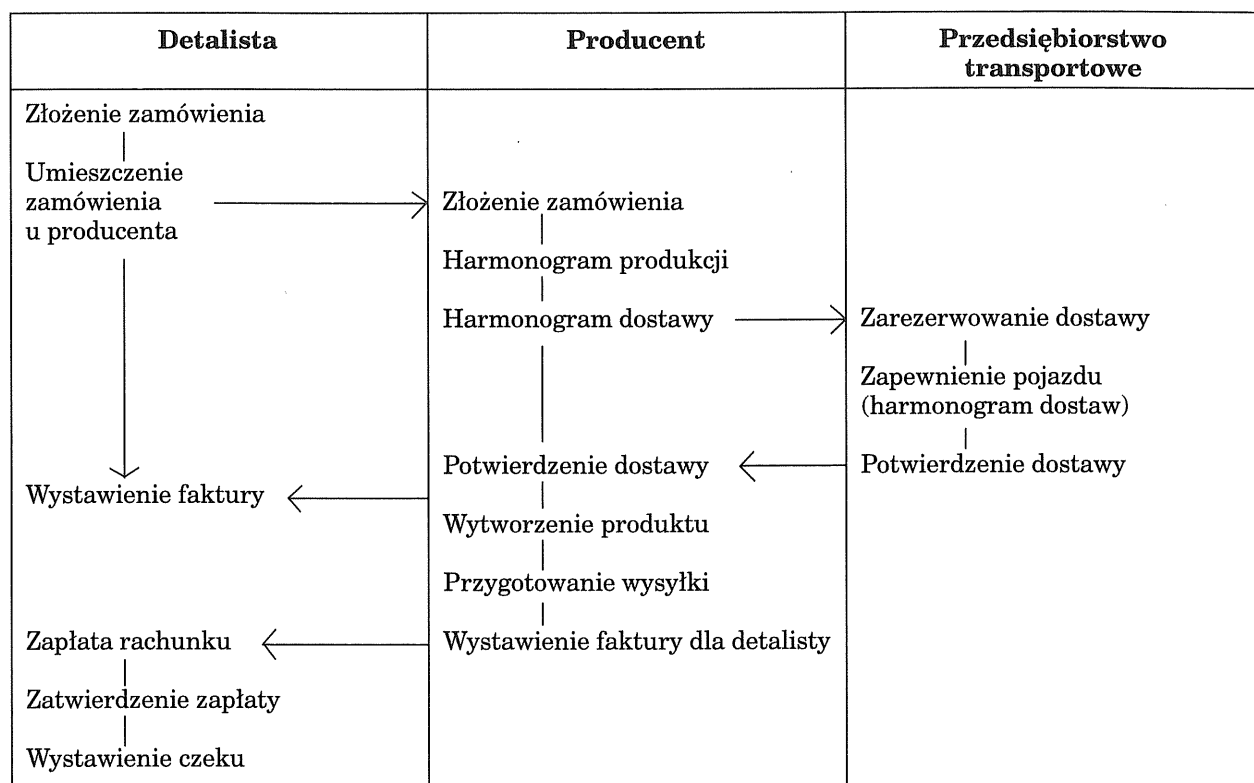 Detalista
Producent
Przedsiębiorstwo
transportowe
Złożenie zamówienia
Umieszczenie
zamówienia
u producenta
Złożenie zamówienia
Harmonogram produkcji
Harmonogram dostawy
Zarezerwowanie dostawy
Zapewnienie pojazdu
(harmonogram dostaw)
Potwierdzenie dostawy
Potwierdzenie dostawy
Wystawienie faktury
Wytworzenie produktu
Przygotowanie wysyłki
Zapłata rachunku
Wystawienie faktury dla detalisty
Zatwierdzenie zapłaty
Wystawienie czeku